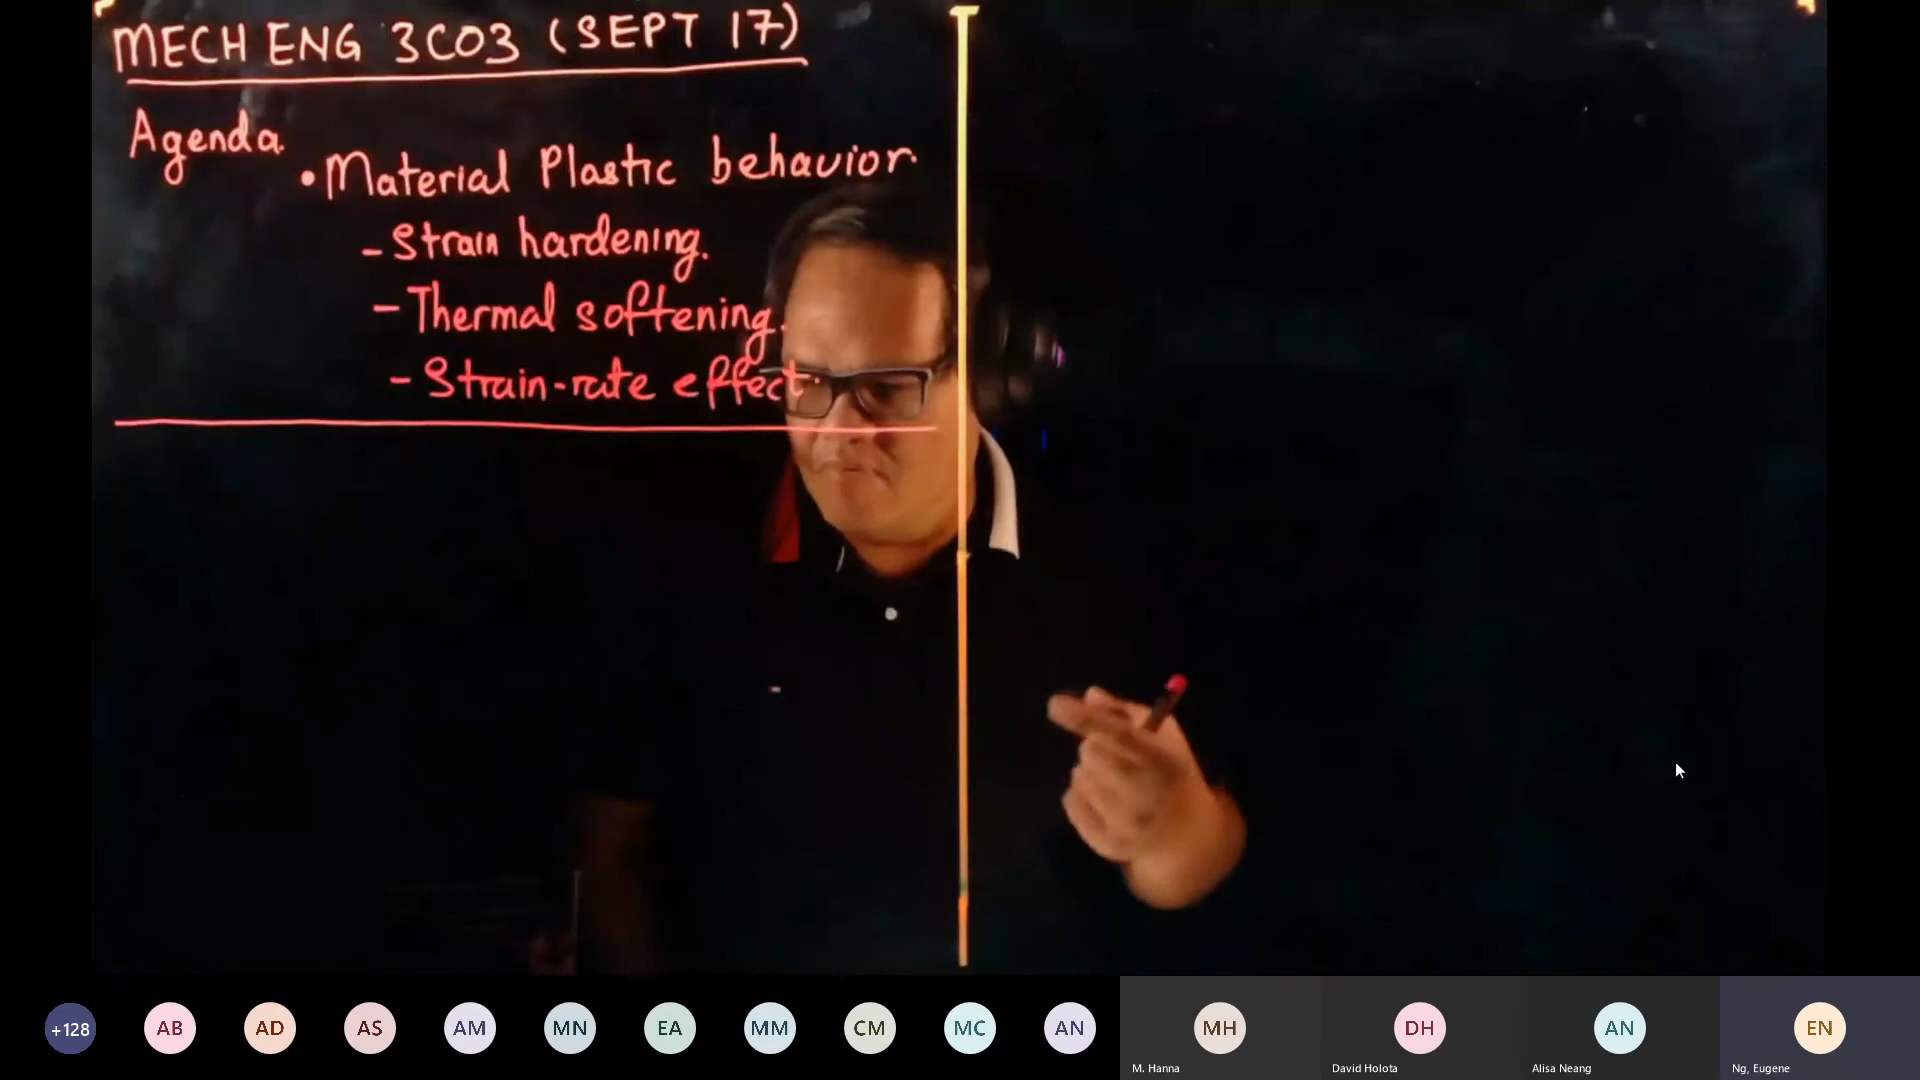 MECH ENG 3C03 (SEPT 17)
Agenda.
• Material Plastic behavior.
- Strain hardening.
- Thermal softening.
- Strain-rate effect.
+128 AB AD AS AM MN EA MM CM MC AN MH DH AN EN
M. Hanna David Holota Alisa Neang Ng, Eugene